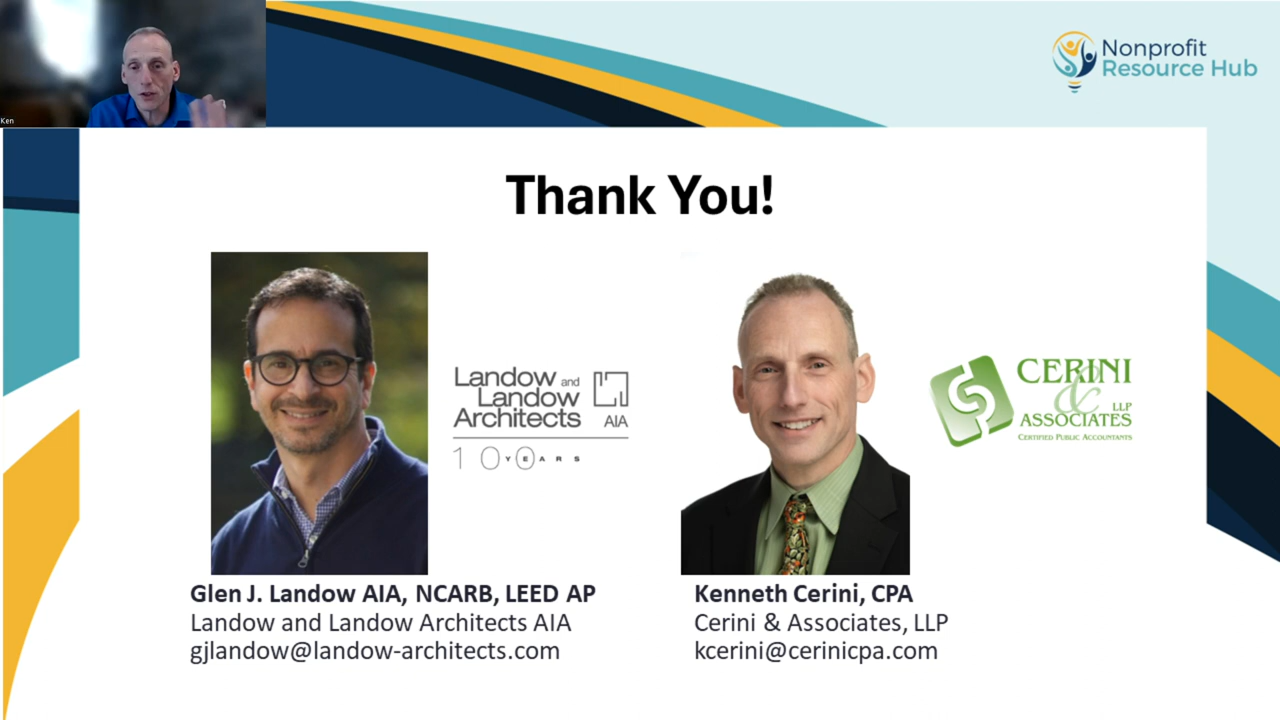 Ken
Nonprofit
Resource Hub
Thank You!
Landow and
Landow
Architects
AIA
100 YEARS
CERINI
&
ASSOCIATES LLP
CERTIFIED PUBLIC ACCOUNTANTS
Glen J. Landow AIA, NCARB, LEED AP
Landow and Landow Architects AIA
gjlandow@landow-architects.com
Kenneth Cerini, CPA
Cerini & Associates, LLP
kcerini@cerinicpa.com